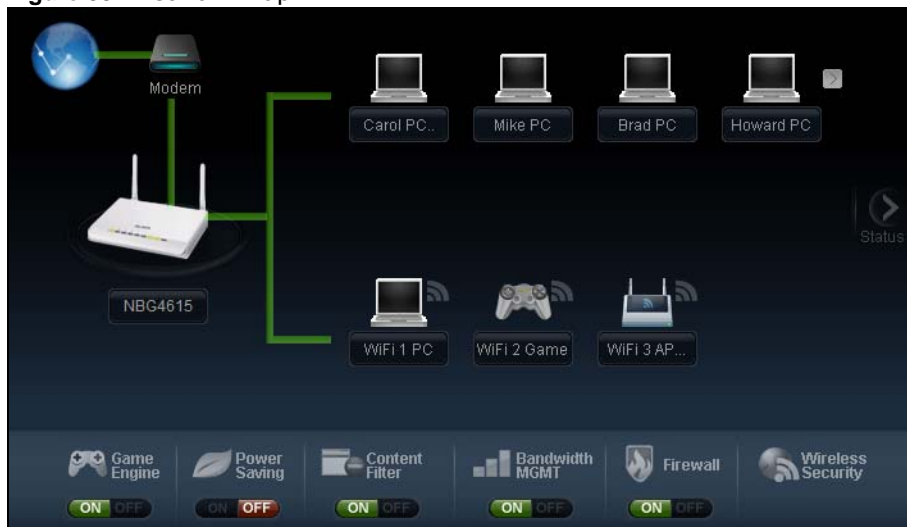 Modem
Carol PC..
Mike PC
Brad PC
Howard PC
Status
NBG4615
WiFi 1 PC
WiFi 2 Game
WiFi 3 AP...
Game
Engine
Power
Saving
Content
Filter
Bandwidth
MGMT
Firewall
Wireless
Security
ON OFF
ON OFF
ON OFF
ON OFF
ON OFF